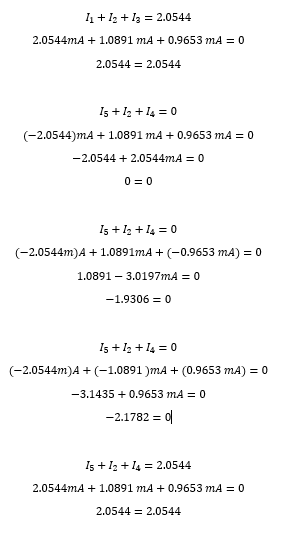 I₁ + I₂ + I₃ = 2.0544
2.0544mA + 1.0891 mA + 0.9653 mA = 0
2.0544 = 2.0544
I₅ + I₂ + I₄ = 0
(−2.0544)mA + 1.0891 mA + 0.9653 mA = 0
−2.0544 + 2.0544mA = 0
0 = 0
I₅ + I₂ + I₄ = 0
(−2.0544m)A + 1.0891mA + (−0.9653 mA) = 0
1.0891 − 3.0197mA = 0
−1.9306 = 0
I₅ + I₂ + I₄ = 0
(−2.0544m)A + (−1.0891 )mA + (0.9653 mA) = 0
−3.1435 + 0.9653 mA = 0
−2.1782 = 0
I₅ + I₂ + I₄ = 2.0544
2.0544mA + 1.0891 mA + 0.9653 mA = 0
2.0544 = 2.0544